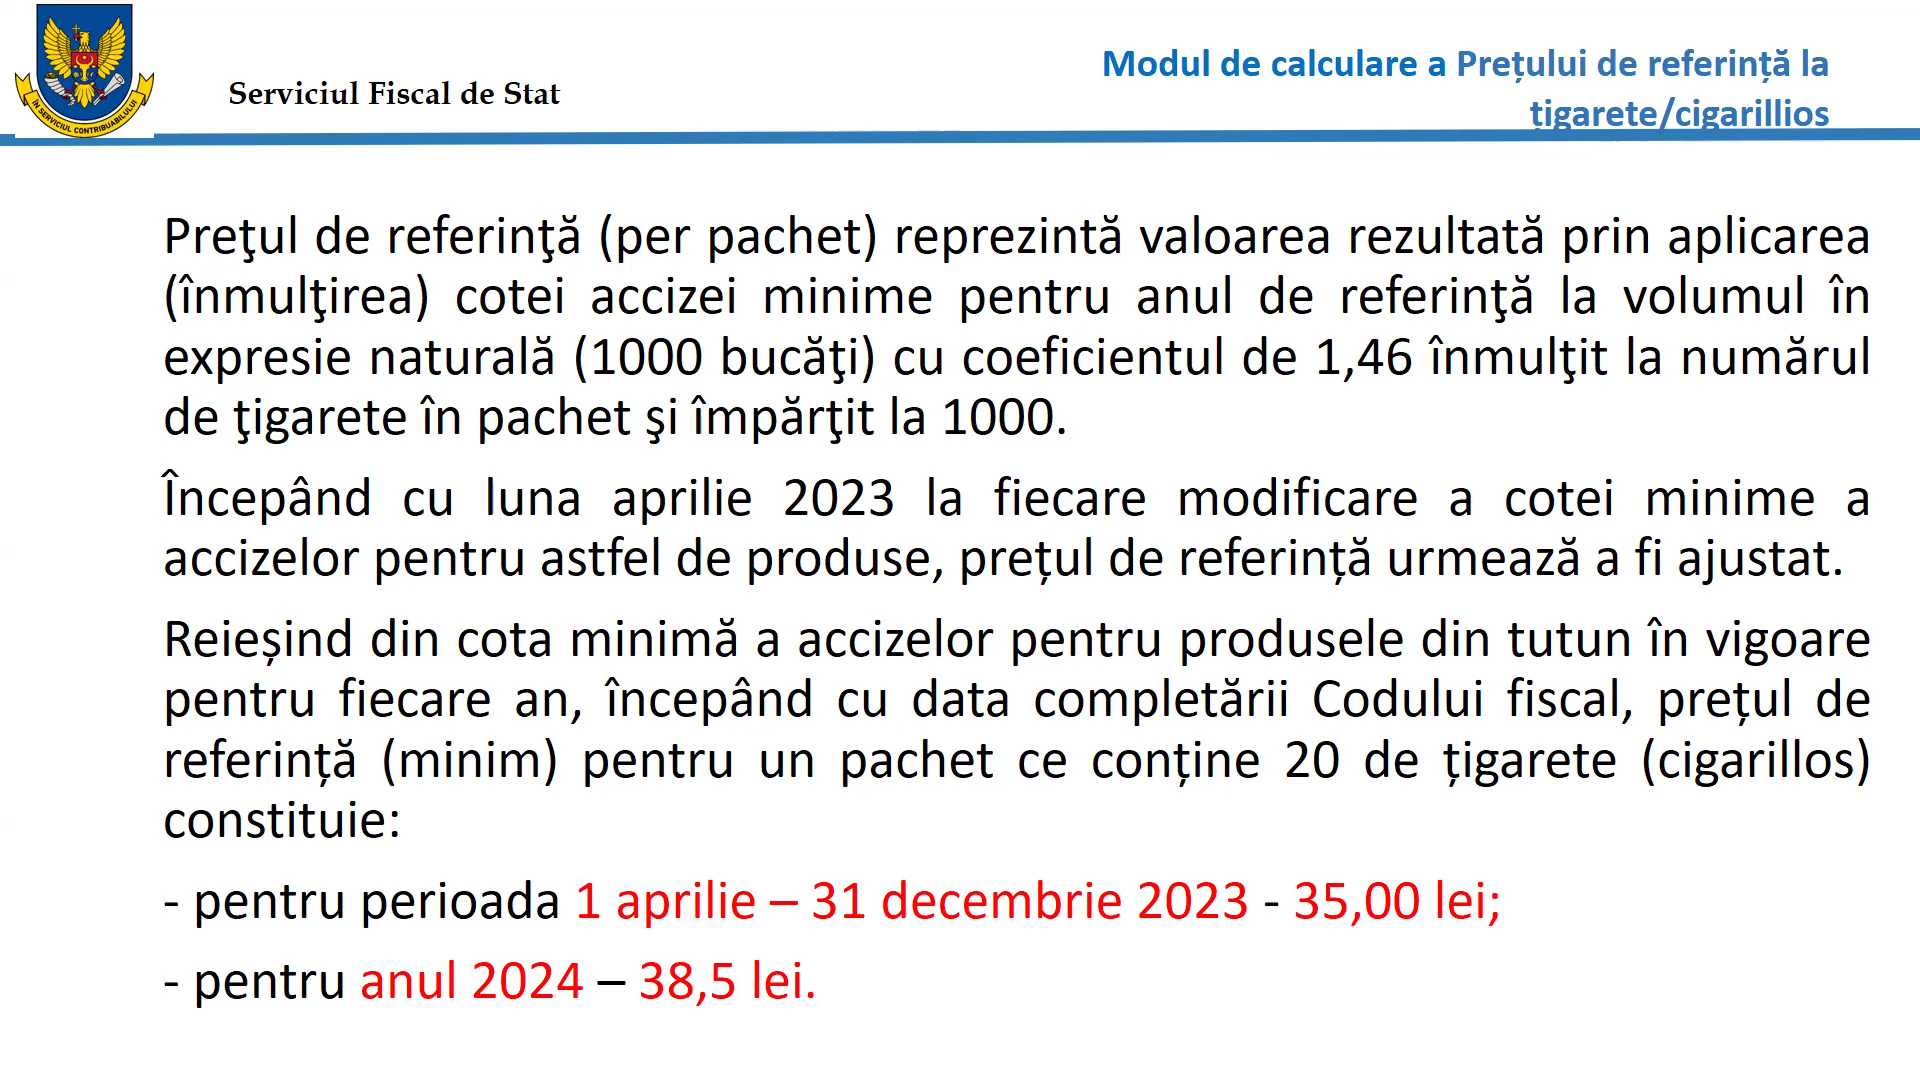 ÎN SERVICIUL CONTRIBUABILULUI
Serviciul Fiscal de Stat
Modul de calculare a Prețului de referință la
țigarete/cigarillios
Preţul de referinţă (per pachet) reprezintă valoarea rezultată prin aplicarea
(înmulţirea) cotei accizei minime pentru anul de referinţă la volumul în
expresie naturală (1000 bucăţi) cu coeficientul de 1,46 înmulţit la numărul
de ţigarete în pachet şi împărţit la 1000.
Începând cu luna aprilie 2023 la fiecare modificare a cotei minime a
accizelor pentru astfel de produse, prețul de referință urmează a fi ajustat.
Reieșind din cota minimă a accizelor pentru produsele din tutun în vigoare
pentru fiecare an, începând cu data completării Codului fiscal, prețul de
referință (minim) pentru un pachet ce conține 20 de țigarete (cigarillos)
constituie:
- pentru perioada 1 aprilie – 31 decembrie 2023 - 35,00 lei;
- pentru anul 2024 – 38,5 lei.